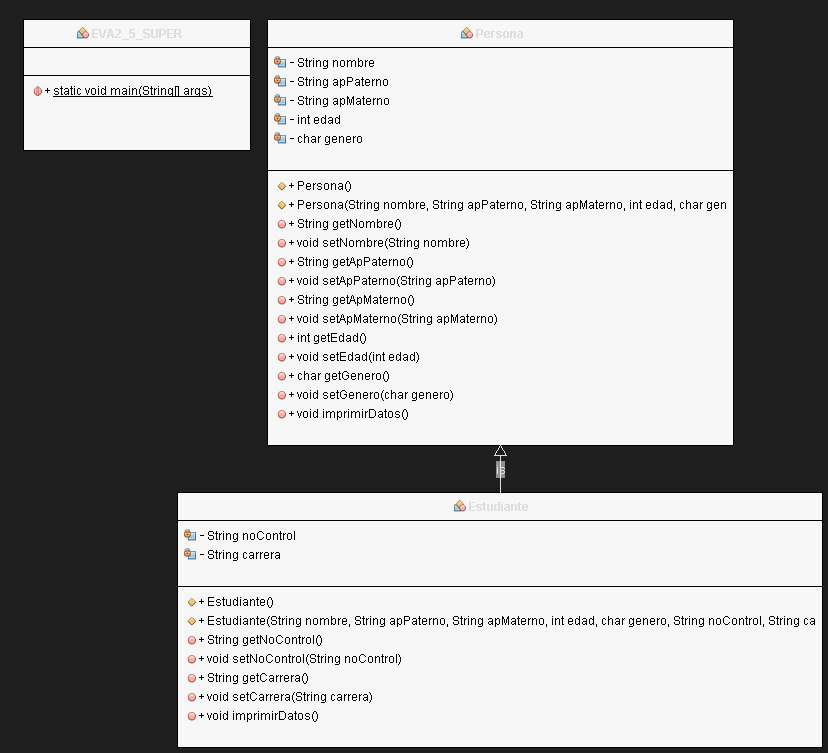 EVA2_5_SUPER
+ static void main(String[] args)
Persona
- String nombre
- String apPaterno
- String apMaterno
- int edad
- char genero
+ Persona()
+ Persona(String nombre, String apPaterno, String apMaterno, int edad, char gen
+ String getNombre()
+ void setNombre(String nombre)
+ String getApPaterno()
+ void setApPaterno(String apPaterno)
+ String getApMaterno()
+ void setApMaterno(String apMaterno)
+ int getEdad()
+ void setEdad(int edad)
+ char getGenero()
+ void setGenero(char genero)
+ void imprimirDatos()
is
Estudiante
- String noControl
- String carrera
+ Estudiante()
+ Estudiante(String nombre, String apPaterno, String apMaterno, int edad, char genero, String noControl, String ca
+ String getNoControl()
+ void setNoControl(String noControl)
+ String getCarrera()
+ void setCarrera(String carrera)
+ void imprimirDatos()